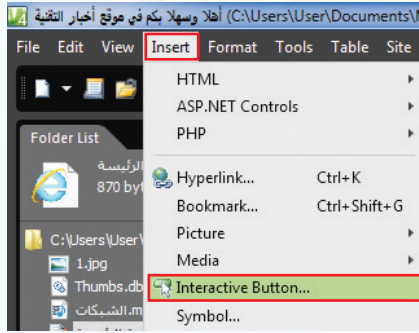 أهلا وسهلا بكم في موقع أخبار التقنية (C:\Users\User\Documents\
File Edit View Insert Format Tools Table Site
HTML
ASP.NET Controls
PHP
Folder List
الرئيسة
870 byt
Hyperlink... Ctrl+K
Bookmark... Ctrl+Shift+G
Picture
C:\Users\User\
Media
1.jpg
Thumbs.db
Interactive Button...
الشبكات.m
Symbol...